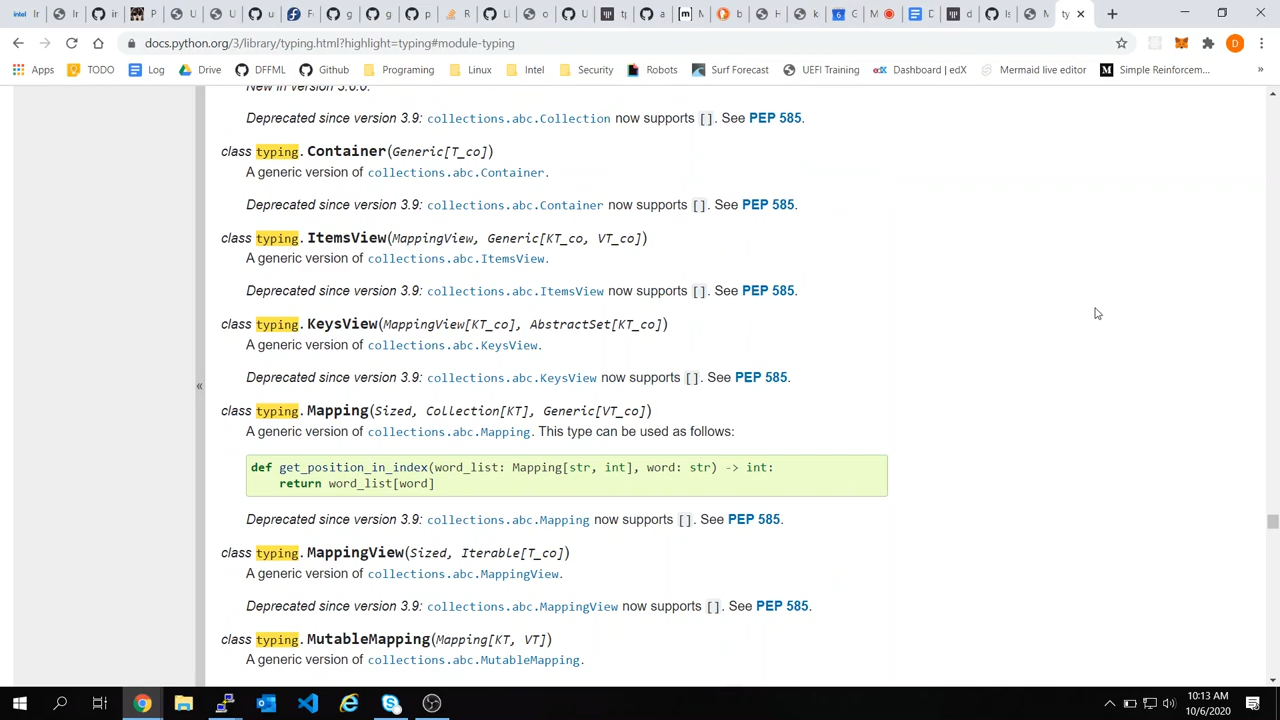 Intel
In
P
U
U
u
Fe
g
g
p
R
Li
o
U
tp
a
M
b
H
k
G
M
D
d
Is
M
ty
docs.python.org/3/library/typing.html?highlight=typing#module-typing
D
Apps
TODO
Log
Drive
DFFML
Github
Programing
Linux
Intel
Security
Robots
Surf Forecast
UEFI Training
Dashboard | edX
Mermaid live editor
Simple Reinforcem...
»
New in version 3.6.0.
Deprecated since version 3.9: collections.abc.Collection now supports []. See PEP 585.
class typing.Container(Generic[T_co])
A generic version of collections.abc.Container.
Deprecated since version 3.9: collections.abc.Container now supports []. See PEP 585.
class typing.ItemsView(MappingView, Generic[KT_co, VT_co])
A generic version of collections.abc.ItemsView.
Deprecated since version 3.9: collections.abc.ItemsView now supports []. See PEP 585.
class typing.KeysView(MappingView[KT_co], AbstractSet[KT_co])
A generic version of collections.abc.KeysView.
Deprecated since version 3.9: collections.abc.KeysView now supports []. See PEP 585.
«
class typing.Mapping(Sized, Collection[KT], Generic[VT_co])
A generic version of collections.abc.Mapping. This type can be used as follows:
def get_position_in_index(word_list: Mapping[str, int], word: str) -> int:
return word_list[word]
Deprecated since version 3.9: collections.abc.Mapping now supports []. See PEP 585.
class typing.MappingView(Sized, Iterable[T_co])
A generic version of collections.abc.MappingView.
Deprecated since version 3.9: collections.abc.MappingView now supports []. See PEP 585.
class typing.MutableMapping(Mapping[KT, VT])
A generic version of collections.abc.MutableMapping.
10:13 AM
10/6/2020